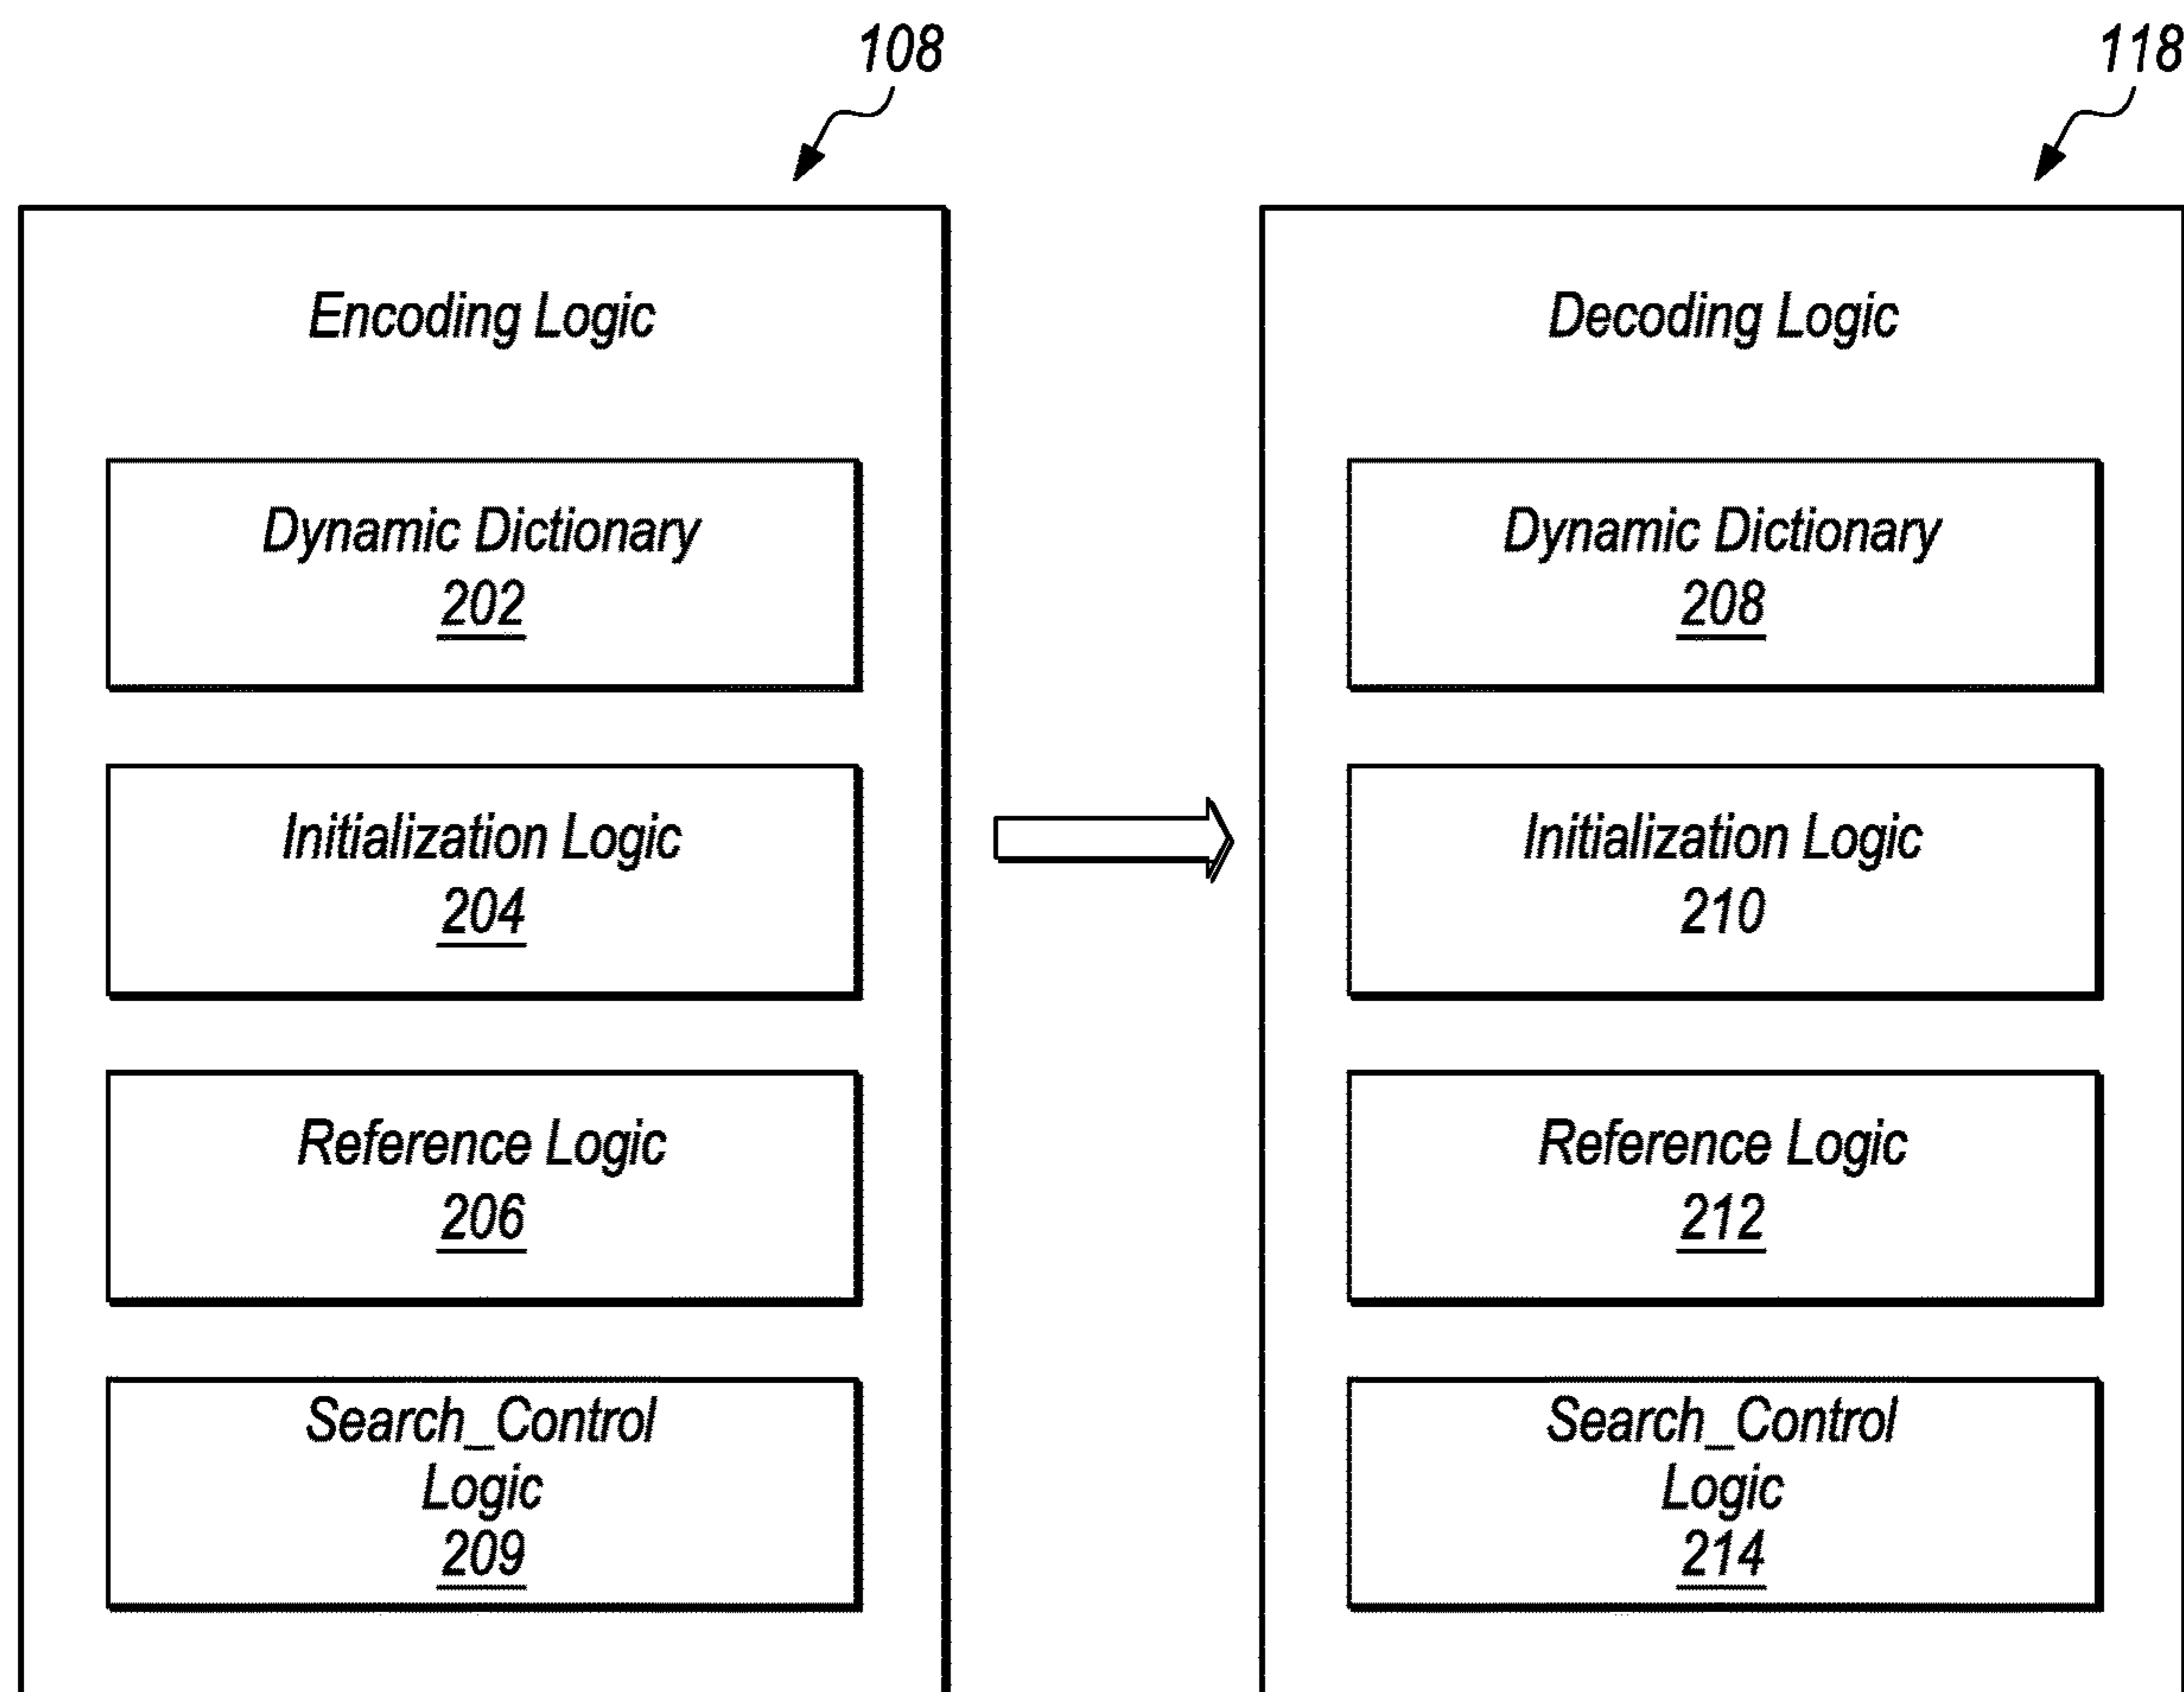 108
118
Encoding Logic
Dynamic Dictionary
202
Initialization Logic
204
Reference Logic
206
Search_Control
Logic
209
Decoding Logic
Dynamic Dictionary
208
Initialization Logic
210
Reference Logic
212
Search_Control
Logic
214